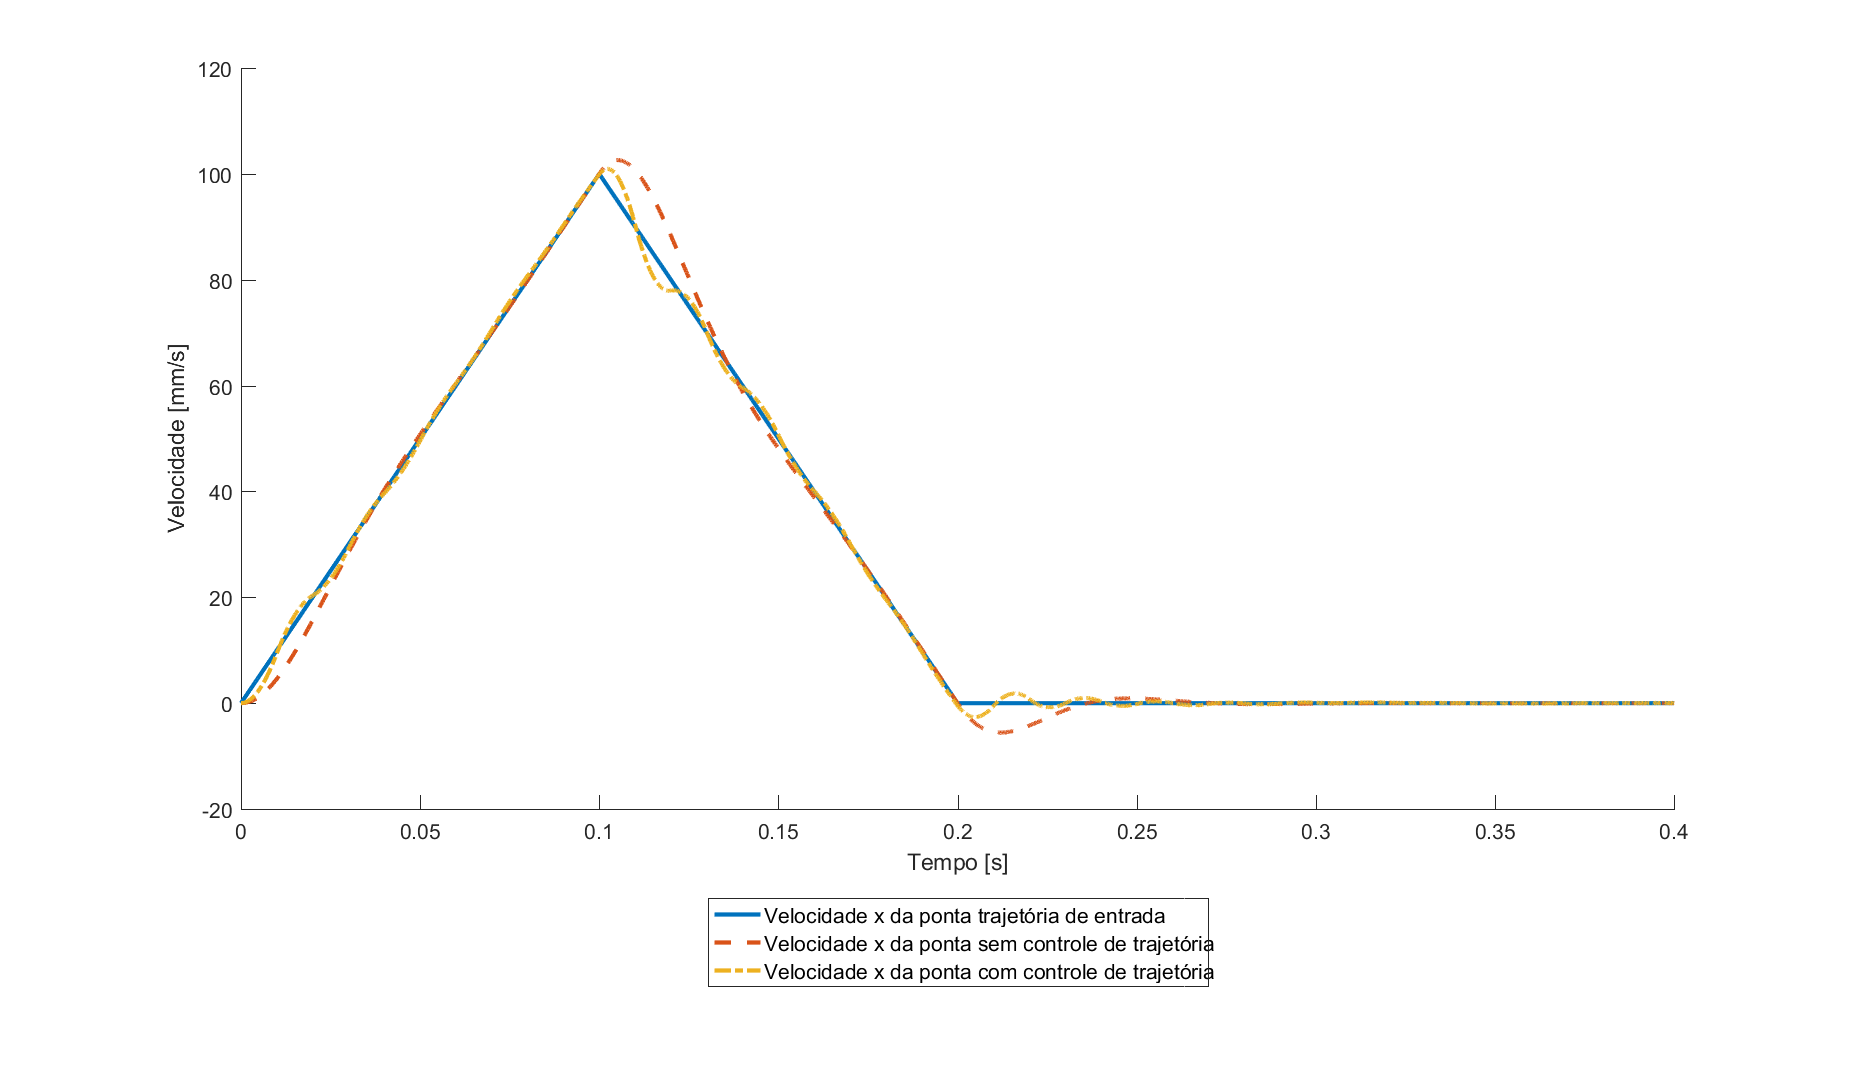 120
100
80
60
40
20
0
-20
Velocidade [mm/s]
0 0.05 0.1 0.15 0.2 0.25 0.3 0.35 0.4
Tempo [s]
Velocidade x da ponta trajetória de entrada
Velocidade x da ponta sem controle de trajetória
Velocidade x da ponta com controle de trajetória